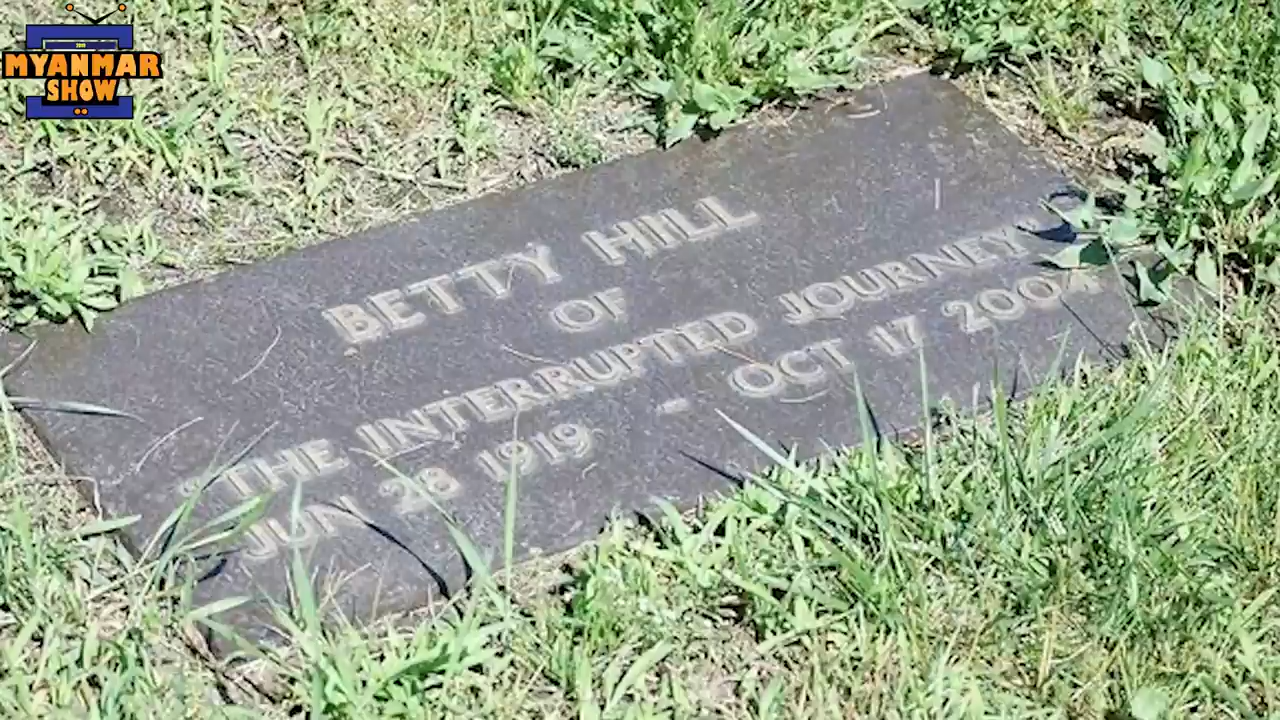 MYANMAR
SHOW
BETTY HILL
OF
"THE INTERRUPTED JOURNEY"
JUN 28 1919 - OCT 17 2004